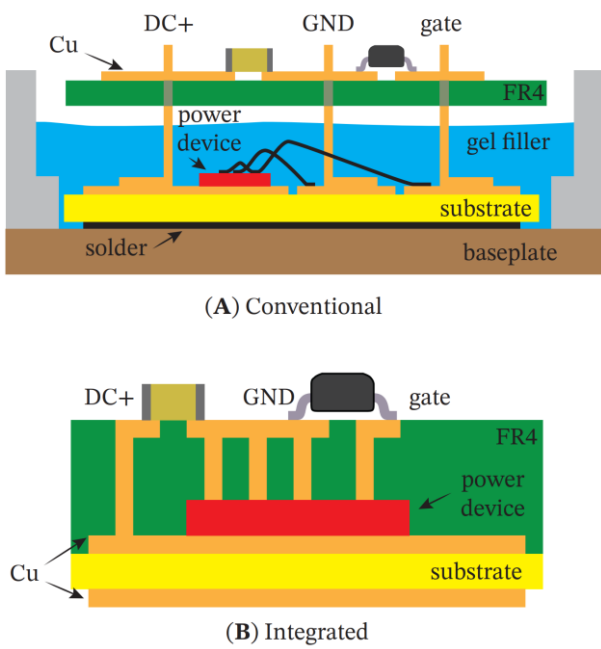 DC+ GND gate
Cu
FR4
power
device
gel filler
substrate
solder
baseplate
(A) Conventional
DC+ GND gate
FR4
power
device
Cu
substrate
(B) Integrated